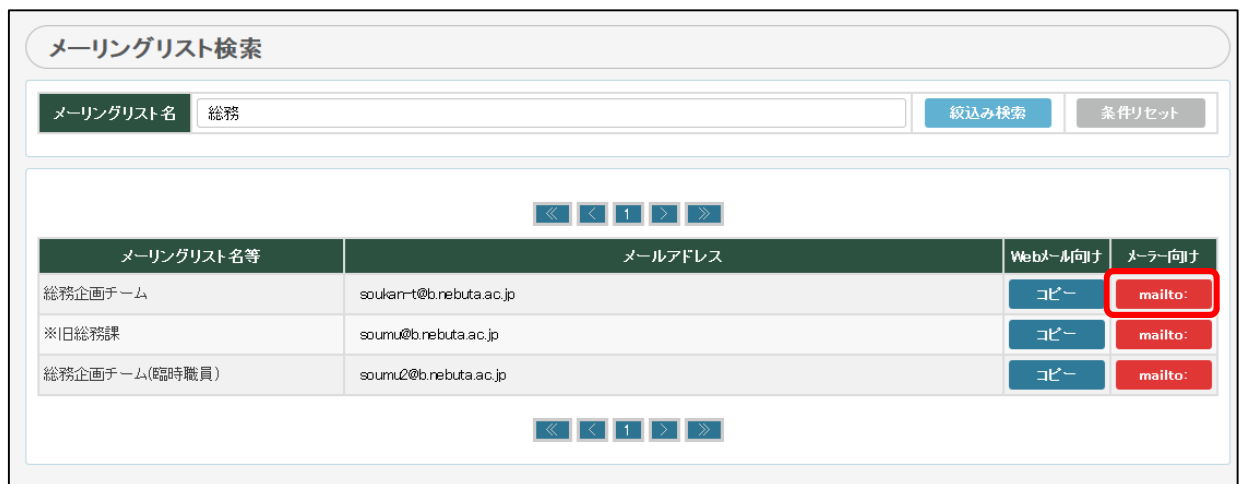 メーリングリスト検索
メーリングリスト名 総務 絞込み検索 条件リセット
≪ < 1 > ≫
メーリングリスト名等 メールアドレス Webメール向け メーラー向け
総務企画チーム soukan-t@b.nebuta.ac.jp コピー mailto:
※旧総務課 soumu@b.nebuta.ac.jp コピー mailto:
総務企画チーム(臨時職員) soumu2@b.nebuta.ac.jp コピー mailto:
≪ < 1 > ≫